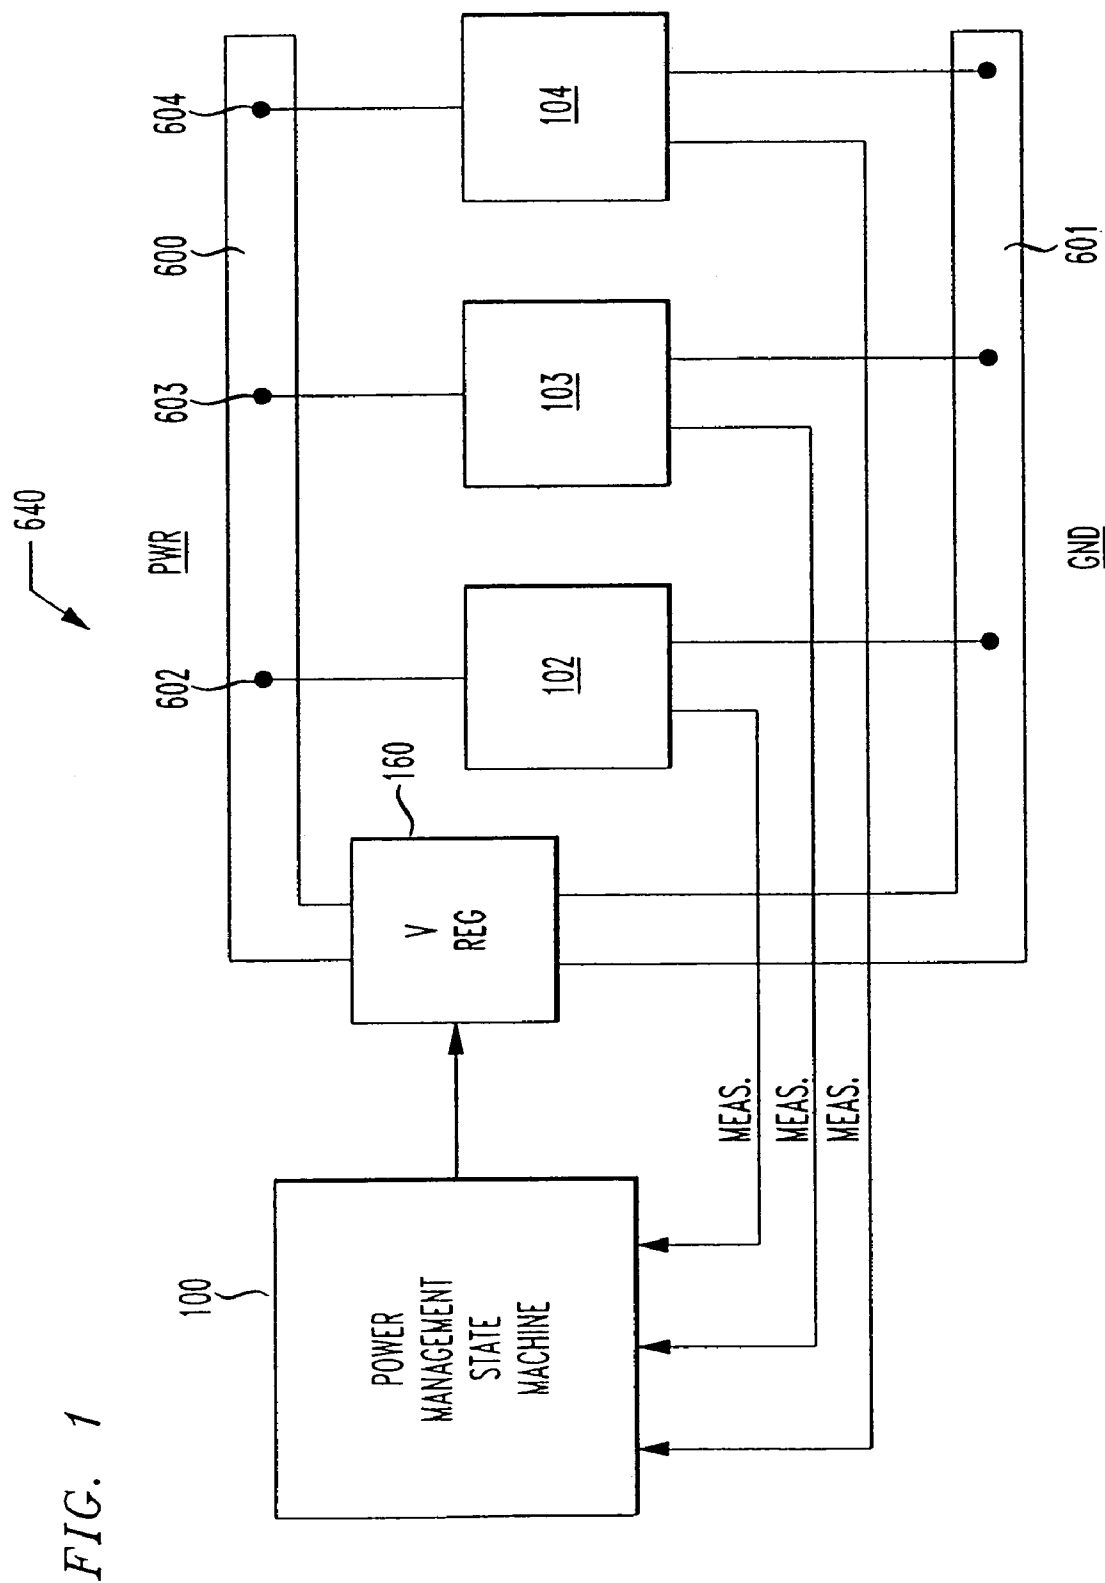 FIG. 1
640
PWR
602
603
600
604
160
V
REG
102
103
104
100
POWER
MANAGEMENT
STATE
MACHINE
MEAS.
MEAS.
MEAS.
GND
601